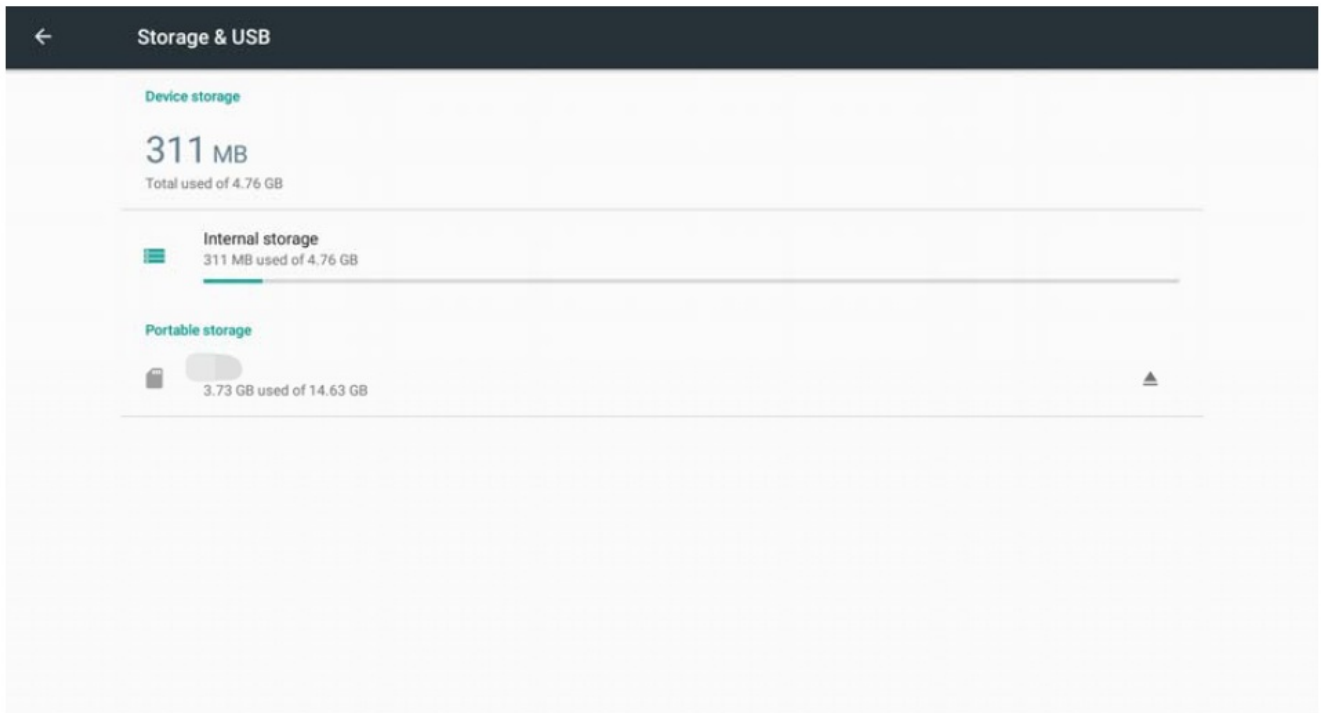 Storage & USB
Device storage
311 MB
Total used of 4.76 GB
Internal storage
311 MB used of 4.76 GB
Portable storage
3.73 GB used of 14.63 GB